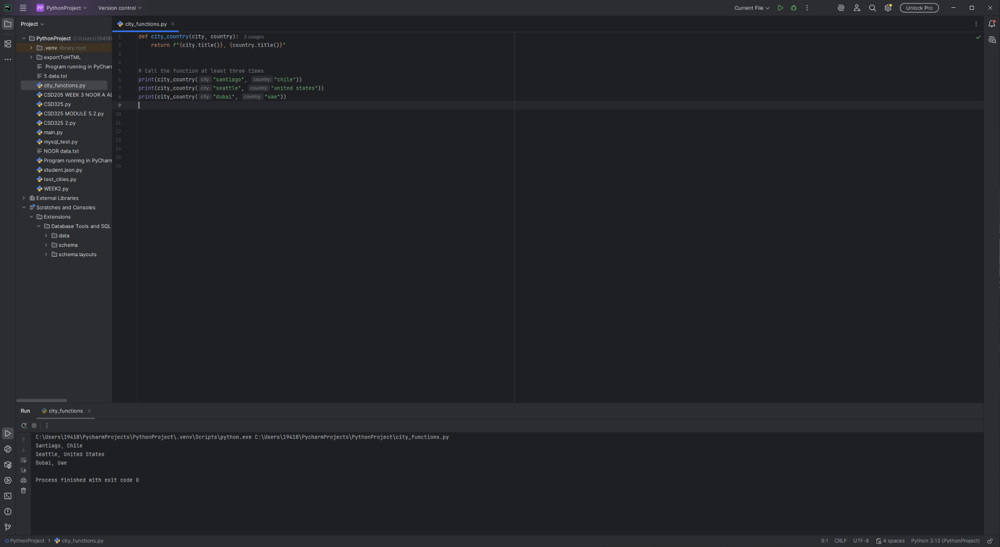 PC
PP PythonProject Version control Current File Unlock Pro
Project
city_functions.py
PythonProject C:\Users\19418\
.venv library root
exportToHTML
Program running in PyCharm
5 data.txt
city_functions.py
CSD205 WEEK 3 NOOR A AL
CSD325.py
CSD325 MODULE 5.2.py
CSD325 2.py
main.py
mysql_test.py
NOOR data.txt
Program running in PyCharm
student.json.py
test_cities.py
WEEK2.py
External Libraries
Scratches and Consoles
Extensions
Database Tools and SQL
data
schema
schema.layouts
1 def city_country(city, country): 3 usages
2 return f"{city.title()}, {country.title()}"
3
4
5 # Call the function at least three times
6 print(city_country( city: "santiago", country: "chile"))
7 print(city_country( city: "seattle", country: "united states"))
8 print(city_country( city: "dubai", country: "uae"))
9
10
11
12
13
14
15
16
Run city_functions
C:\Users\19418\PycharmProjects\PythonProject\.venv\Scripts\python.exe C:\Users\19418\PycharmProjects\PythonProject\city_functions.py
Santiago, Chile
Seattle, United States
Dubai, Uae
Process finished with exit code 0
PythonProject > city_functions.py 9:1 CRLF UTF-8 4 spaces Python 3.13 (PythonProject)